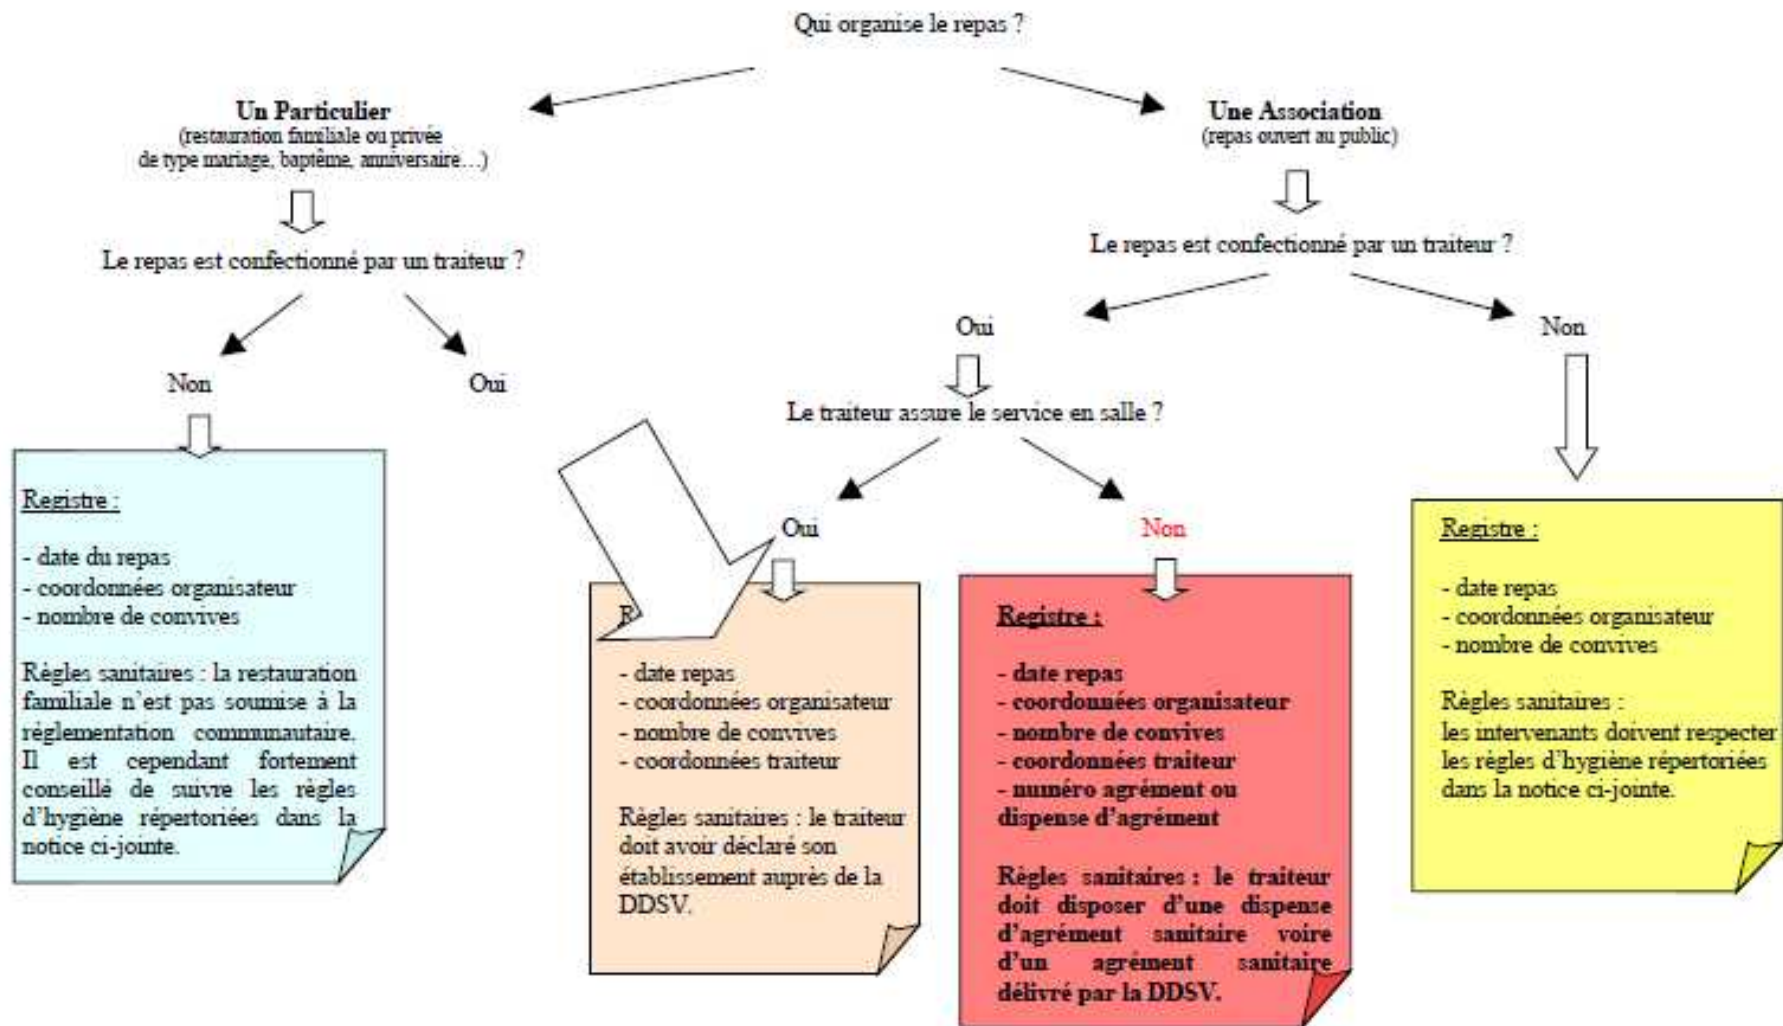 Qui organise le repas ?
Un Particulier
(restauration familiale ou privée
de type mariage, baptême, anniversaire…)
Une Association
(repas ouvert au public)
Le repas est confectionné par un traiteur ?
Le repas est confectionné par un traiteur ?
Non
Oui
Oui
Non
Le traiteur assure le service en salle ?
Oui
Non
Registre :
- date du repas
- coordonnées organisateur
- nombre de convives
Règles sanitaires : la restauration
familiale n’est pas soumise à la
réglementation communautaire.
Il est cependant fortement
conseillé de suivre les règles
d’hygiène répertoriées dans la
notice ci-jointe.
- date repas
- coordonnées organisateur
- nombre de convives
- coordonnées traiteur
Règles sanitaires : le traiteur
doit avoir déclaré son
établissement auprès de la
DDSV.
Registre :
- date repas
- coordonnées organisateur
- nombre de convives
- coordonnées traiteur
- numéro agrément ou
dispense d’agrément
Règles sanitaires : le traiteur
doit disposer d’une dispense
d’agrément sanitaire voire
d’un agrément sanitaire
délivré par la DDSV.
Registre :
- date repas
- coordonnées organisateur
- nombre de convives
Règles sanitaires :
les intervenants doivent respecter
les règles d’hygiène répertoriées
dans la notice ci-jointe.